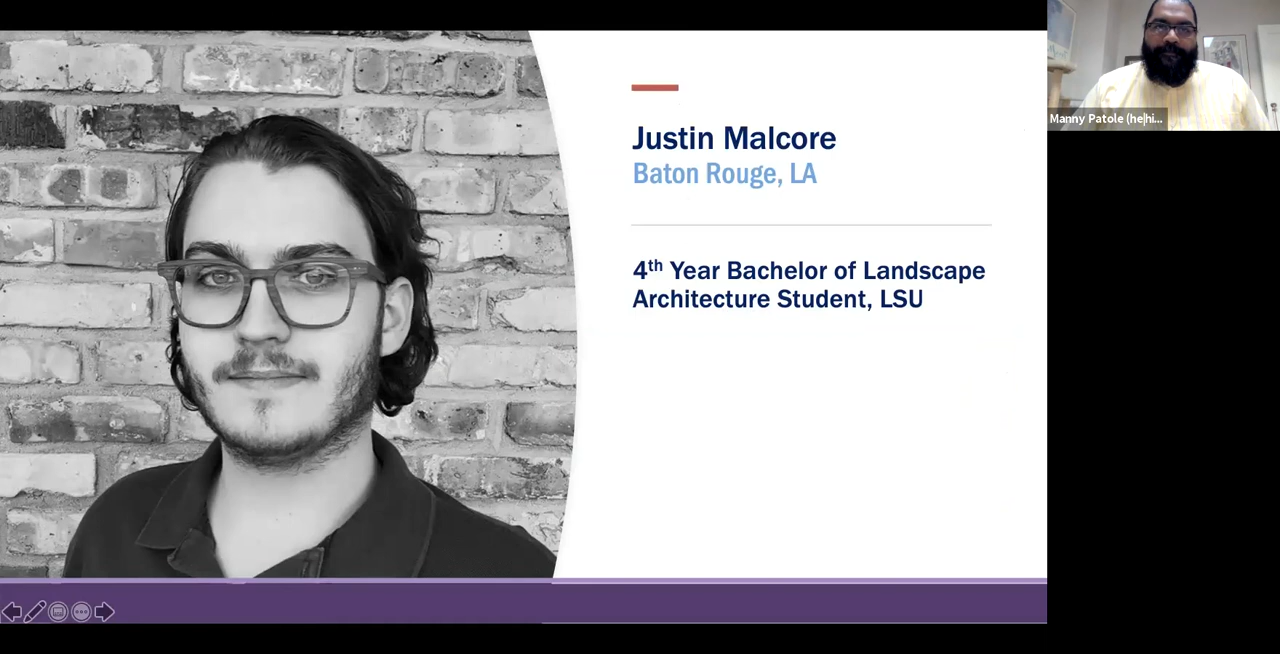 Justin Malcore
Baton Rouge, LA
4th Year Bachelor of Landscape
Architecture Student, LSU
Manny Patole (he|hi...